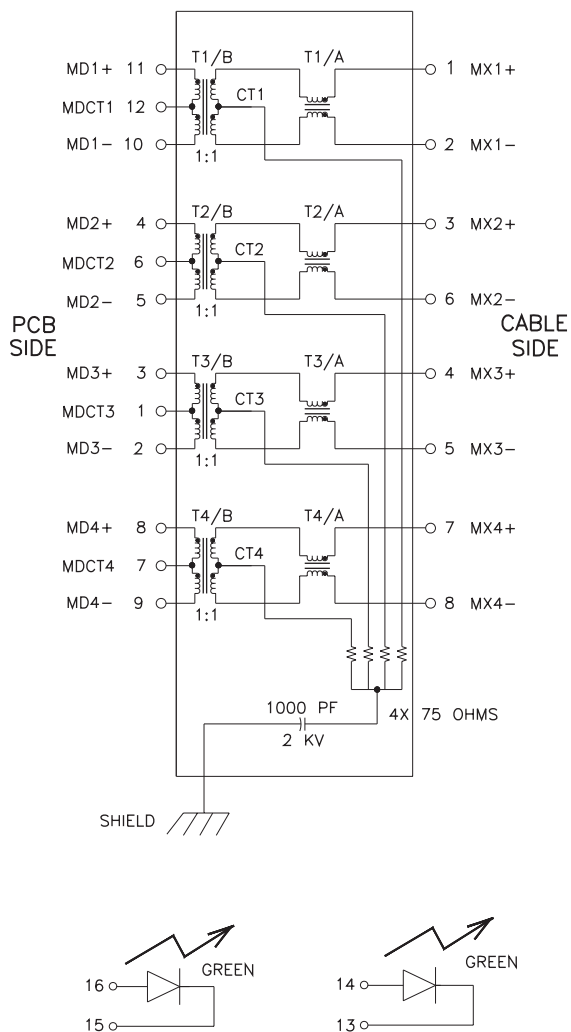 T1/B T1/A
MD1+ 11 1 MX1+
CT1
MDCT1 12
MD1− 10 2 MX1−
1:1
T2/B T2/A
MD2+ 4 3 MX2+
CT2
MDCT2 6
MD2− 5 6 MX2−
1:1
PCB
SIDE
CABLE
SIDE
T3/B T3/A
MD3+ 3 4 MX3+
CT3
MDCT3 1
MD3− 2 5 MX3−
1:1
T4/B T4/A
MD4+ 8 7 MX4+
CT4
MDCT4 7
MD4− 9 8 MX4−
1:1
1000 PF
2 KV
4X 75 OHMS
SHIELD
GREEN
16
15
GREEN
14
13